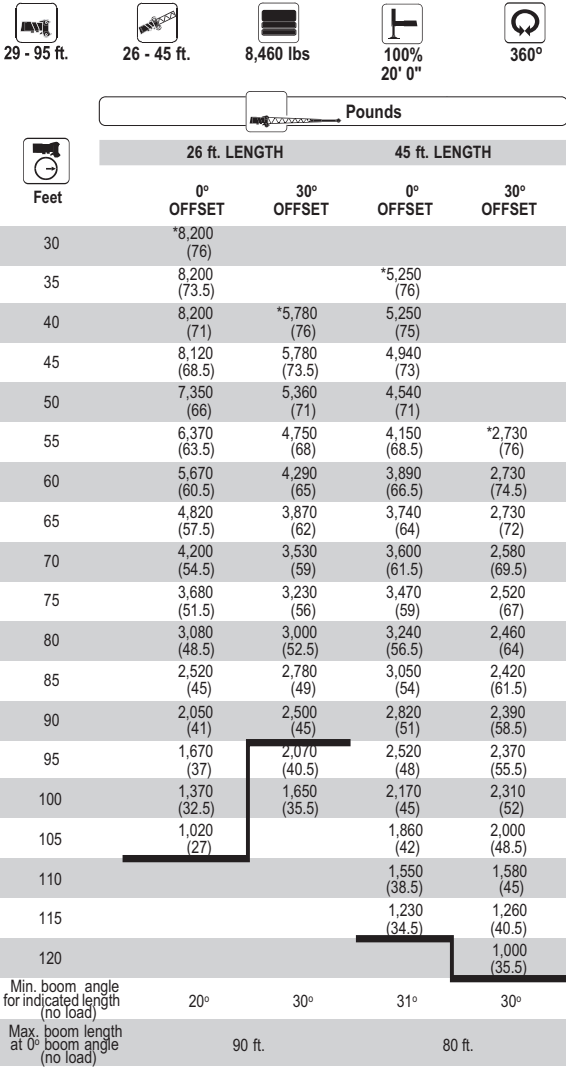 29 - 95 ft. 26 - 45 ft. 8,460 lbs 100% 360º
20' 0"
Pounds
26 ft. LENGTH 45 ft. LENGTH
Feet
0º 30º 0º 30º
OFFSET OFFSET OFFSET OFFSET
30 *8,200
(76)
35 8,200 *5,250
(73.5) (76)
40 8,200 *5,780 5,250
(71) (76) (75)
45 8,120 5,780 4,940
(68.5) (73.5) (73)
50 7,350 5,360 4,540
(66) (71) (71)
55 6,370 4,750 4,150 *2,730
(63.5) (68) (68.5) (76)
60 5,670 4,290 3,890 2,730
(60.5) (65) (66.5) (74.5)
65 4,820 3,870 3,740 2,730
(57.5) (62) (64) (72)
70 4,200 3,530 3,600 2,580
(54.5) (59) (61.5) (69.5)
75 3,680 3,230 3,470 2,520
(51.5) (56) (59) (67)
80 3,080 3,000 3,240 2,460
(48.5) (52.5) (56.5) (64)
85 2,520 2,780 3,050 2,420
(45) (49) (54) (61.5)
90 2,050 2,500 2,820 2,390
(41) (45) (51) (58.5)
95 1,670 2,070 2,520 2,370
(37) (40.5) (48) (55.5)
100 1,370 1,650 2,170 2,310
(32.5) (35.5) (45) (52)
105 1,020 1,860 2,000
(27) (42) (48.5)
110 1,550 1,580
(38.5) (45)
115 1,230 1,260
(34.5) (40.5)
120 1,000
(35.5)
Min. boom angle
for indicated length 20º 30º 31º 30º
(no load)
Max. boom length
at 0º boom angle 90 ft. 80 ft.
(no load)